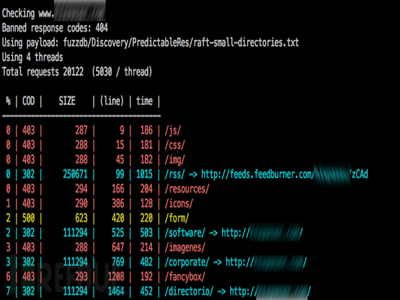 Checking www.
Banned response codes: 404
Using payload: fuzzdb/Discovery/PredictableRes/raft-small-directories.txt
Using 4 threads
Total requests 20122 (5030 / thread)
% | COD | SIZE | (line) | time |
0 | 403 | 287 | 9 | 186 | /js/
0 | 403 | 288 | 15 | 181 | /css/
0 | 403 | 288 | 45 | 182 | /img/
0 | 302 | 250671 | 99 | 1015 | /rss/ -> http://feeds.feedburner.com/ /zCAd
0 | 403 | 294 | 166 | 204 | /resources/
1 | 403 | 290 | 386 | 128 | /icons/
2 | 500 | 623 | 420 | 220 | /form/
2 | 302 | 111294 | 525 | 503 | /software/ -> http:// /
3 | 403 | 288 | 647 | 214 | /imagenes/
3 | 302 | 111294 | 769 | 482 | /corporate/ -> http:// /
6 | 403 | 293 | 1208 | 192 | /fancybox/
7 | 302 | 111294 | 1464 | 452 | /directorio/ -> http:// /